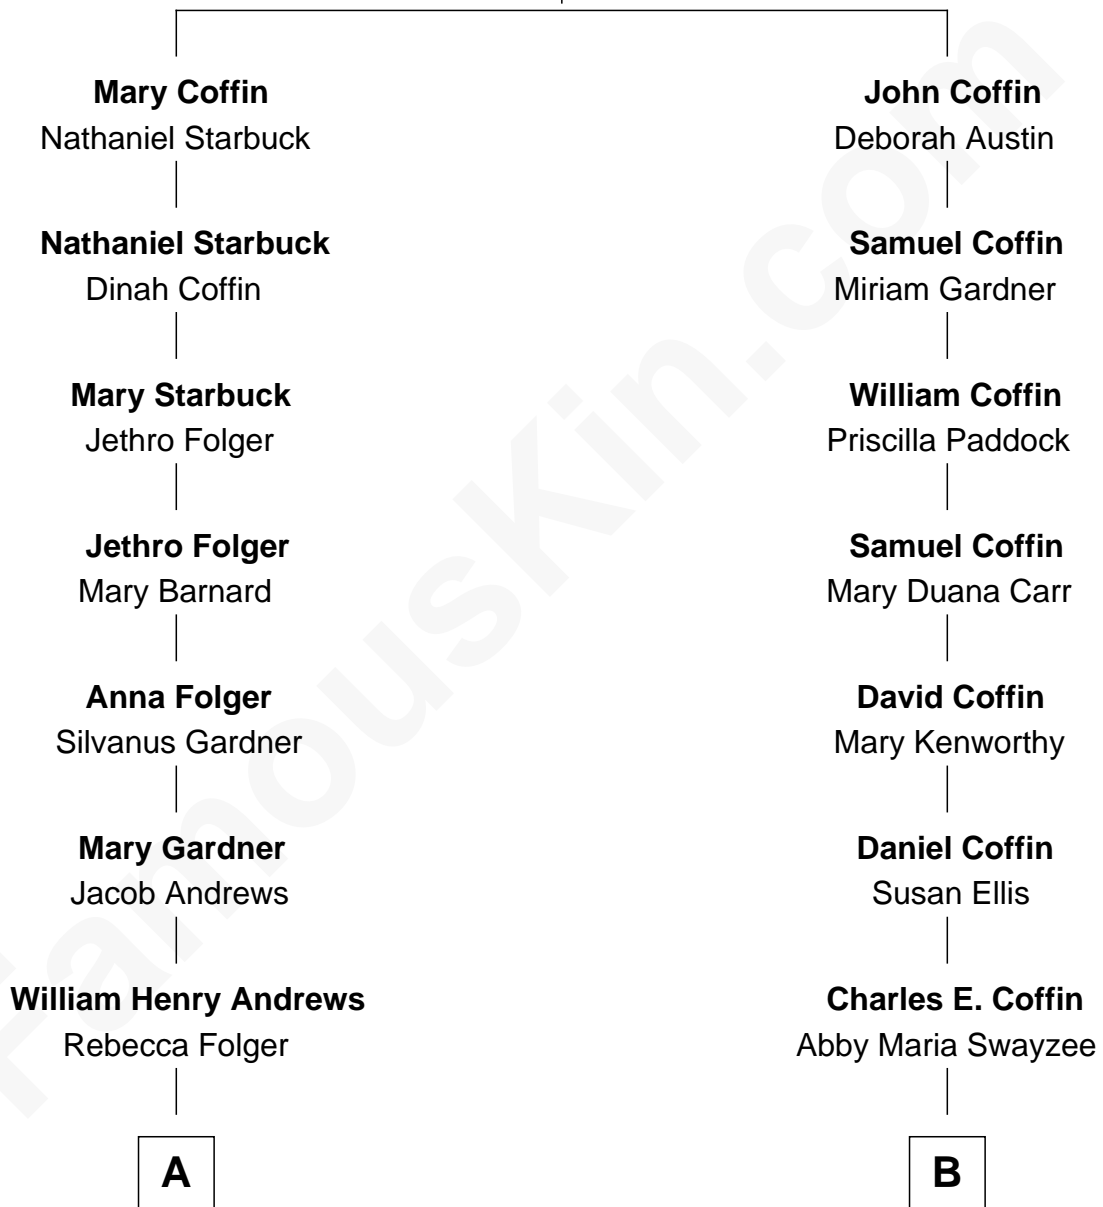 Mary Coffin
Nathaniel Starbuck
Nathaniel Starbuck
Dinah Coffin
Mary Starbuck
Jethro Folger
Jethro Folger
Mary Barnard
Anna Folger
Silvanus Gardner
Mary Gardner
Jacob Andrews
William Henry Andrews
Rebecca Folger
A
John Coffin
Deborah Austin
Samuel Coffin
Miriam Gardner
William Coffin
Priscilla Paddock
Samuel Coffin
Mary Duana Carr
David Coffin
Mary Kenworthy
Daniel Coffin
Susan Ellis
Charles E. Coffin
Abby Maria Swayzee
B
FamousKin.com